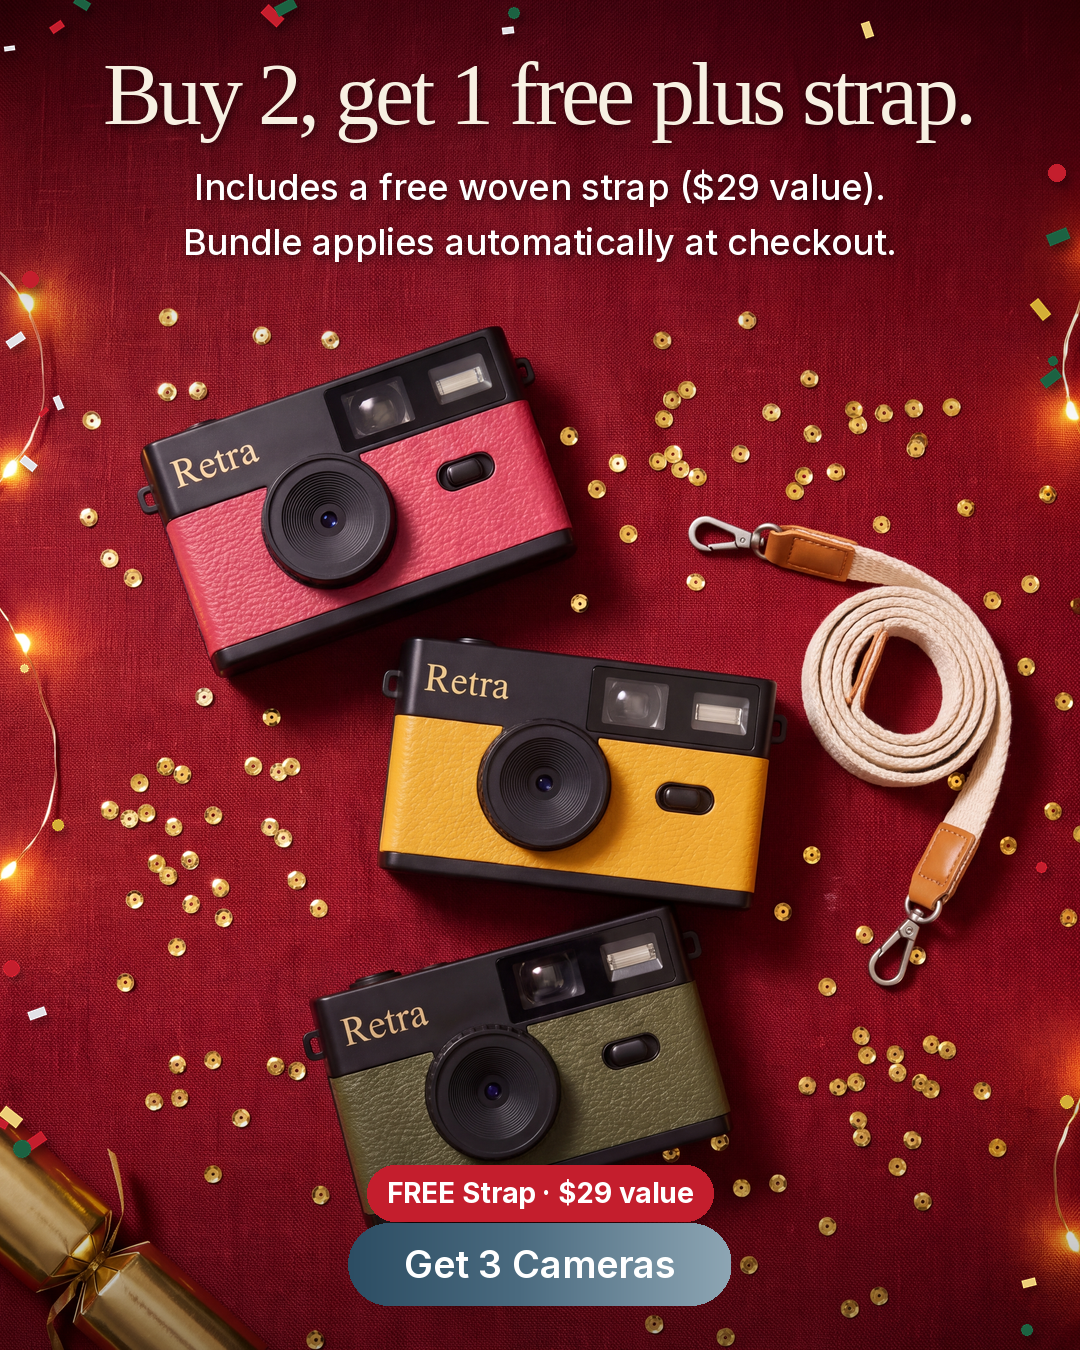 Buy 2, get 1 free plus strap.
Includes a free woven strap ($29 value).
Bundle applies automatically at checkout.
Retra
Retra
Retra
FREE Strap · $29 value
Get 3 Cameras